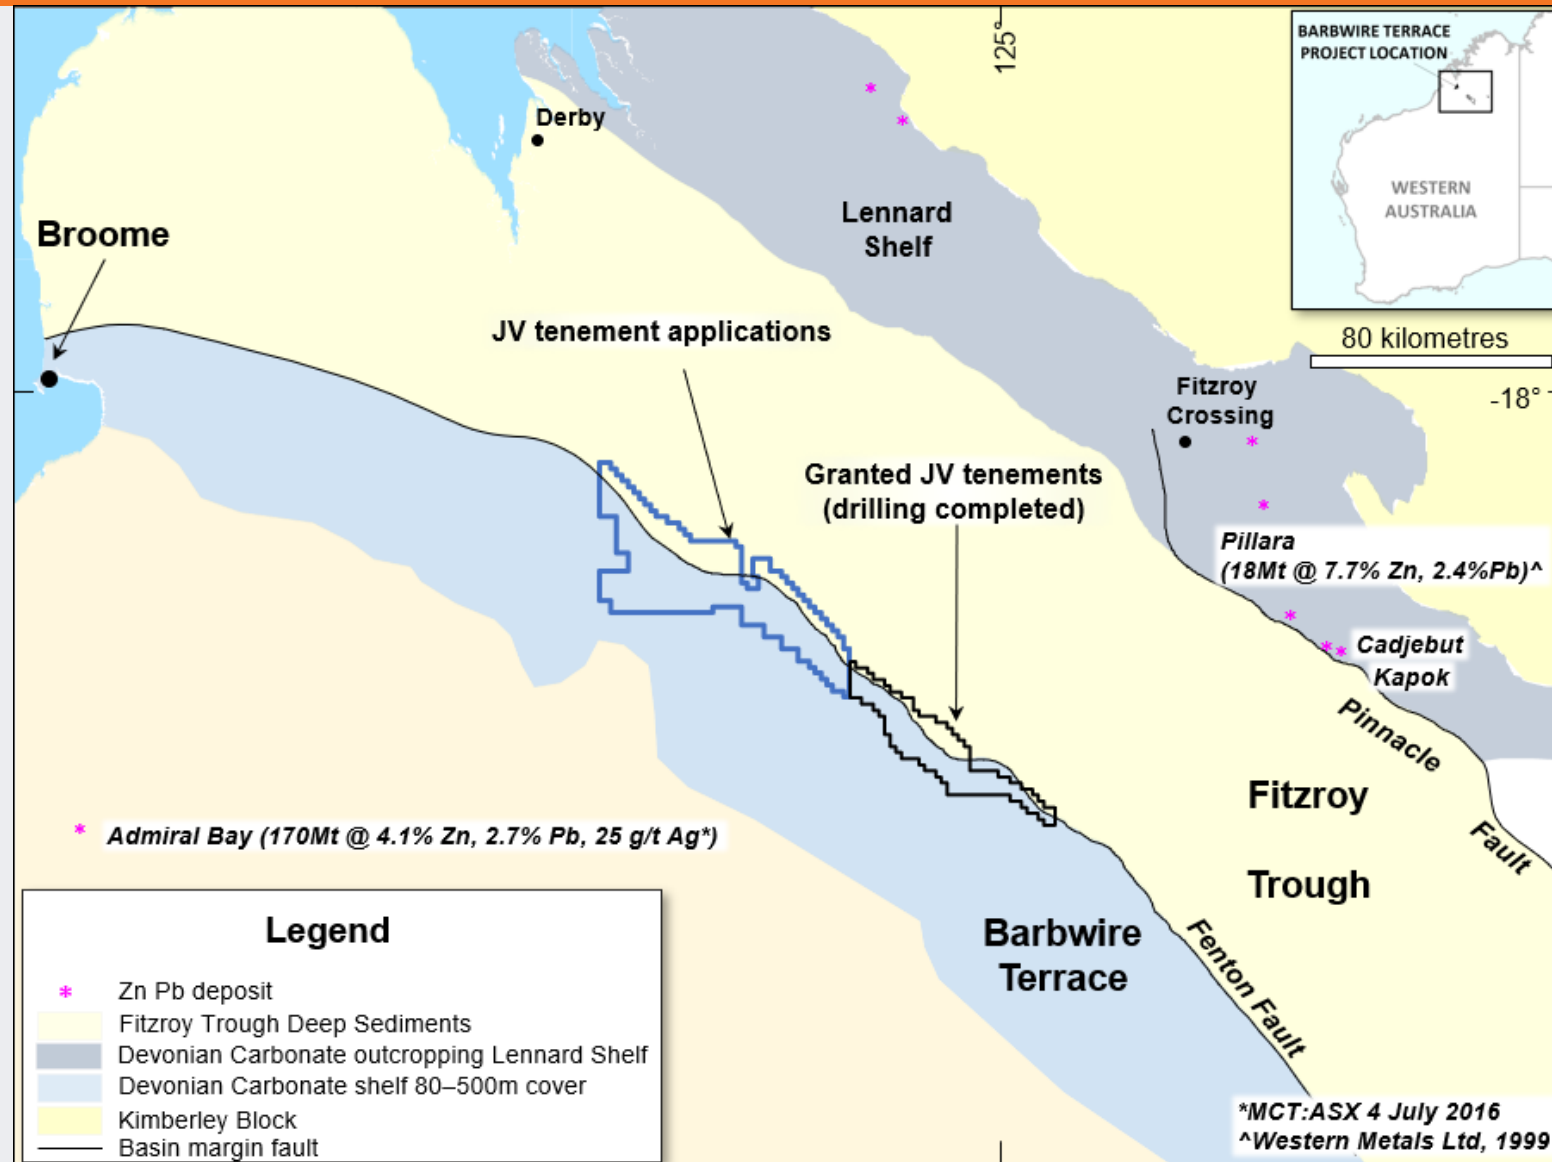 125°
BARBWIRE TERRACE
PROJECT LOCATION
WESTERN
AUSTRALIA
Derby
Lennard
Shelf
Broome
JV tenement applications
80 kilometres
Fitzroy
Crossing
-18°
Granted JV tenements
(drilling completed)
Pillara
(18Mt @ 7.7% Zn, 2.4%Pb)^
Cadjebut
Kapok
Pinnacle
Fault
Fitzroy
Trough
Admiral Bay (170Mt @ 4.1% Zn, 2.7% Pb, 25 g/t Ag*)
Barbwire
Terrace
Fenton Fault
Legend
* Zn Pb deposit
Fitzroy Trough Deep Sediments
Devonian Carbonate outcropping Lennard Shelf
Devonian Carbonate shelf 80–500m cover
Kimberley Block
Basin margin fault
*MCT:ASX 4 July 2016
^Western Metals Ltd, 1999